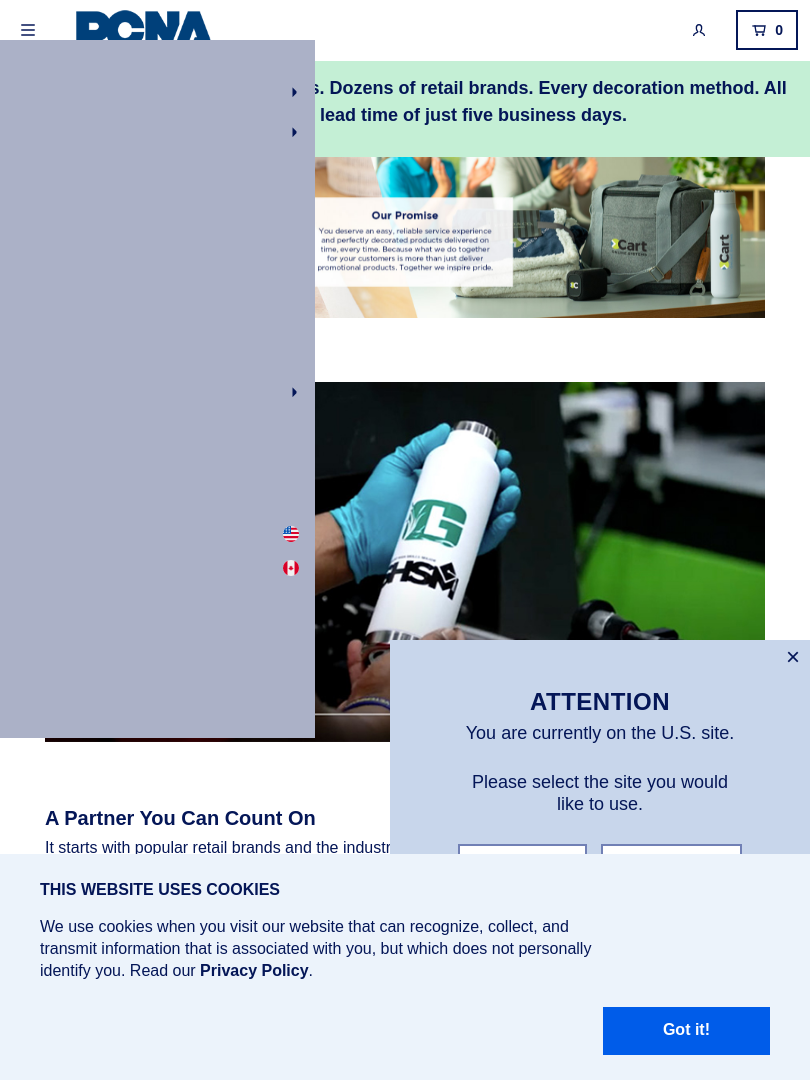 PCNA
0
s. Dozens of retail brands. Every decoration method. All
lead time of just five business days.
Our Promise
You deserve an easy, reliable service experience
and perfectly decorated products delivered on
time, every time. Because what we do together
for your customers is more than just deliver
promotional products. Together we inspire pride.
XCart
XCart
ATTENTION
You are currently on the U.S. site.
Please select the site you would
like to use.
A Partner You Can Count On
It starts with popular retail brands and the industr
THIS WEBSITE USES COOKIES
We use cookies when you visit our website that can recognize, collect, and
transmit information that is associated with you, but which does not personally
identify you. Read our Privacy Policy.
Got it!